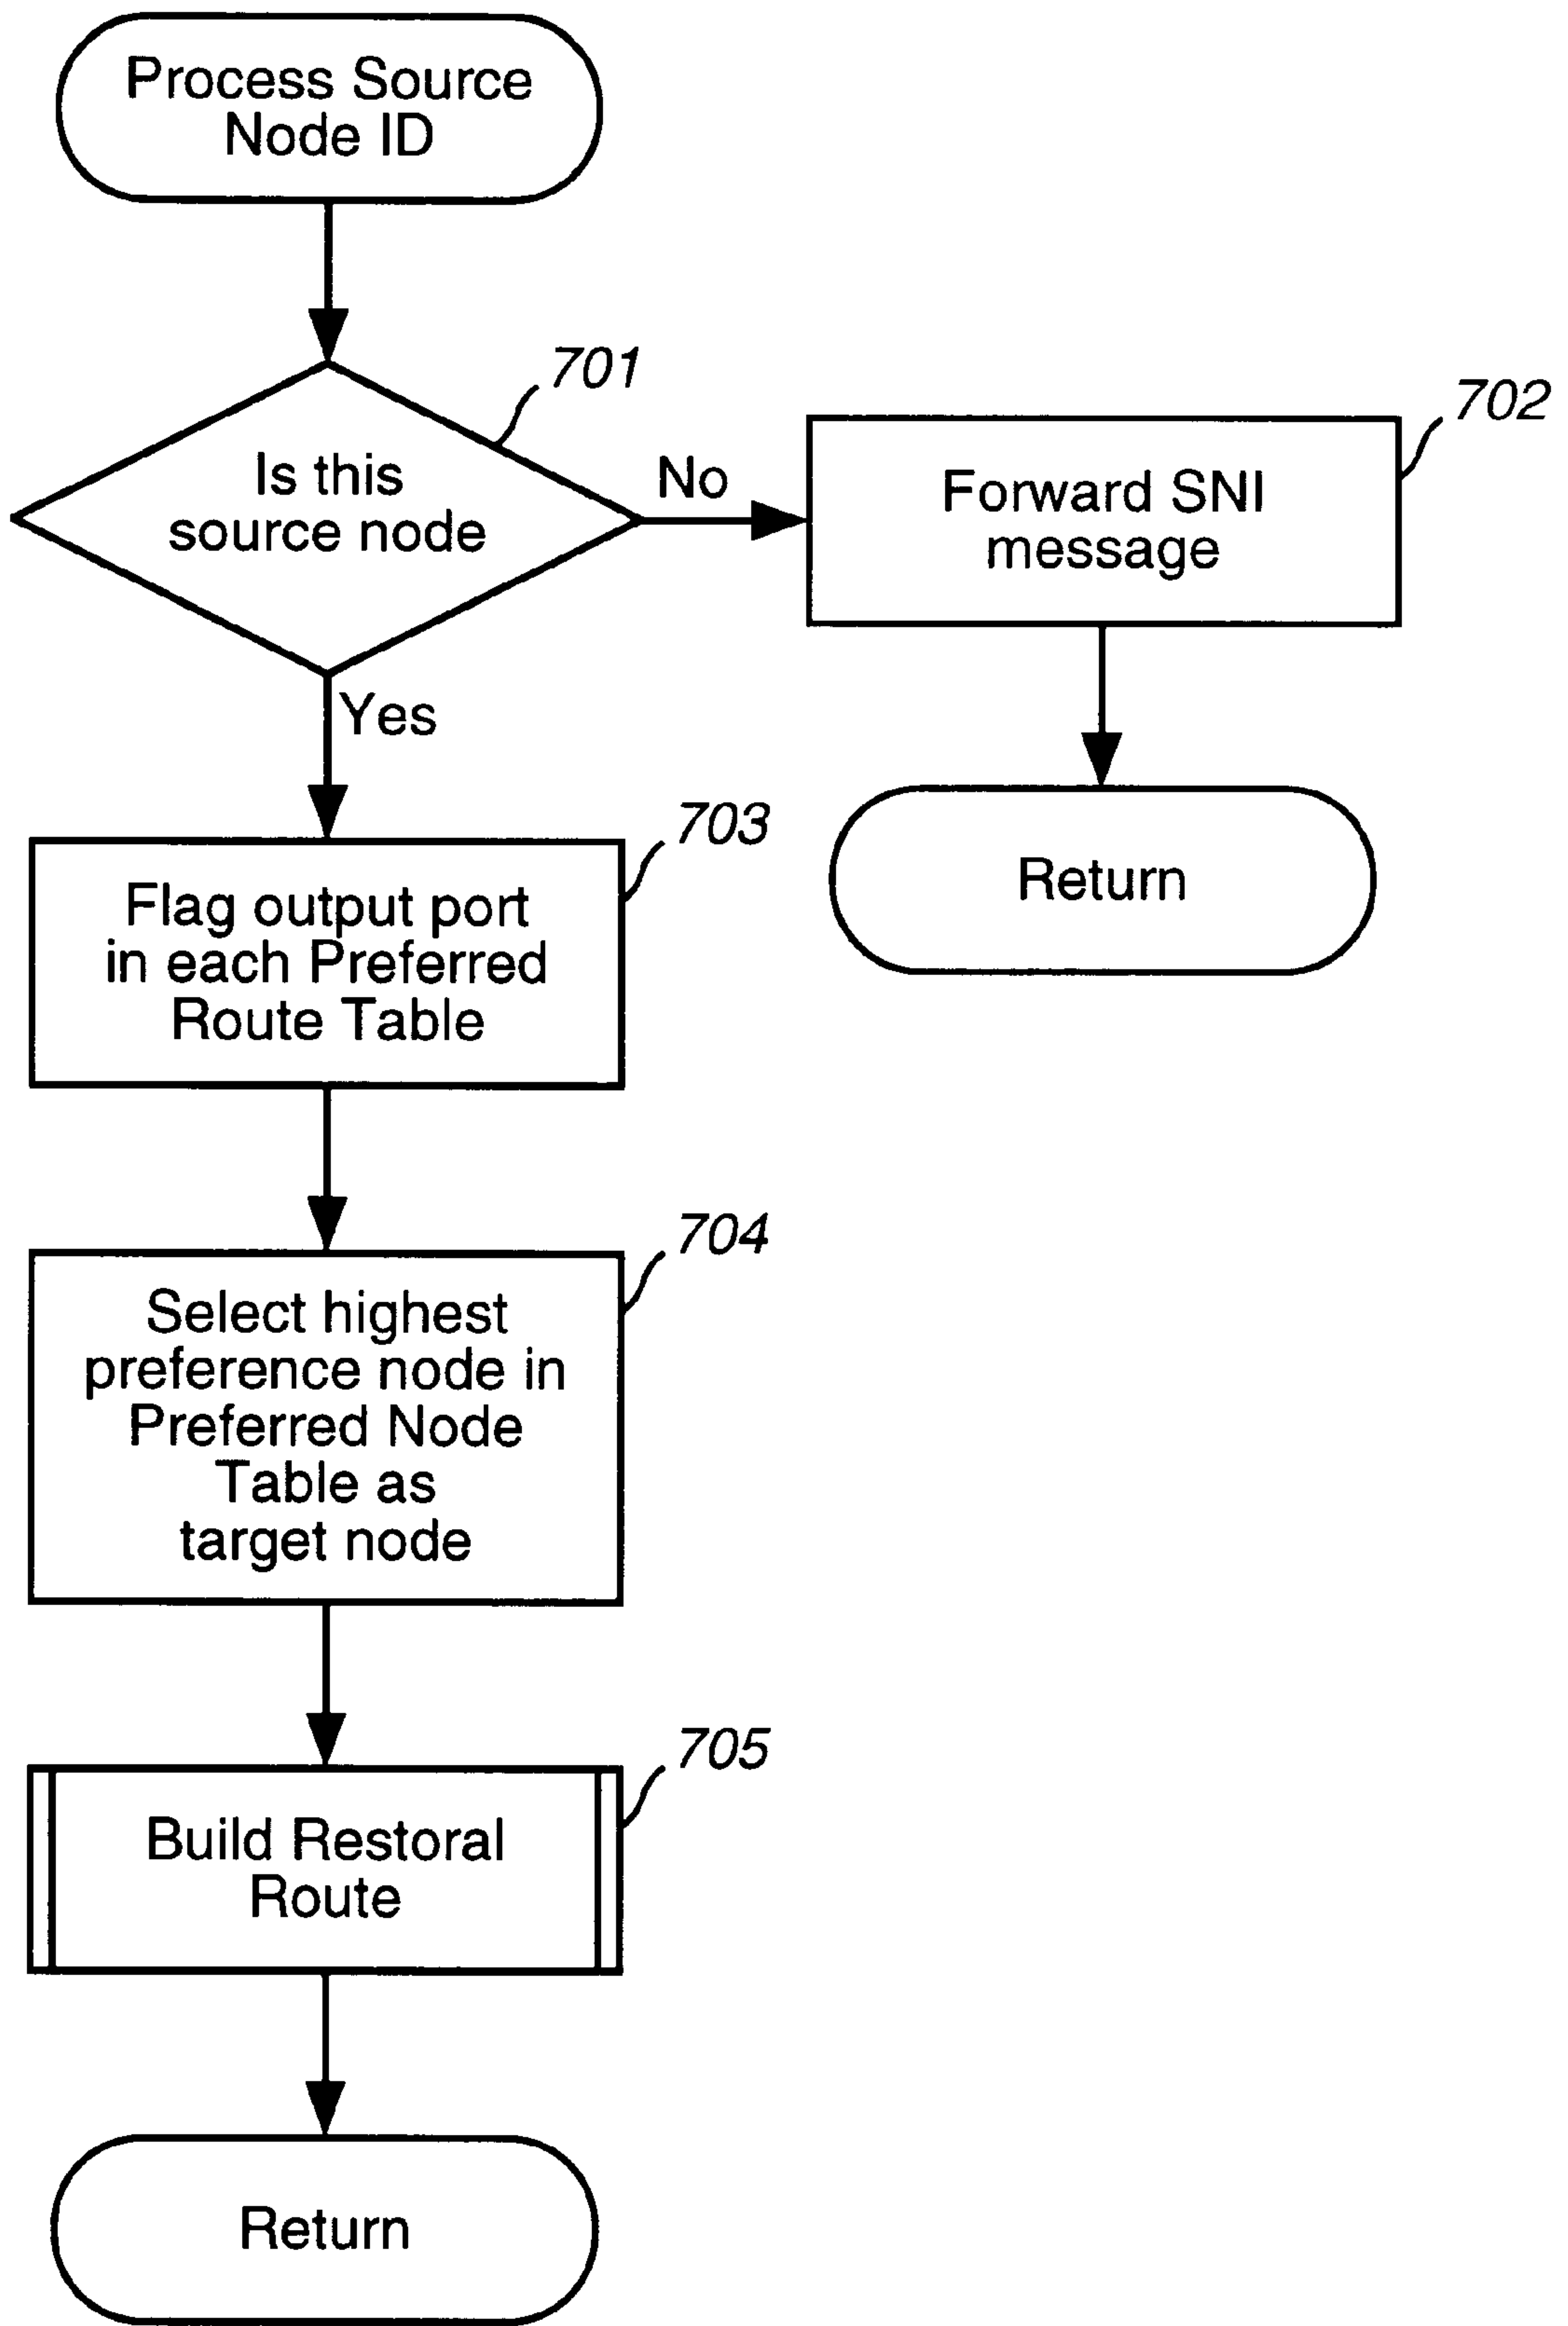 Process Source
Node ID
701
Is this
source node
No
702
Forward SNI
message
Yes
Return
703
Flag output port
in each Preferred
Route Table
704
Select highest
preference node in
Preferred Node
Table as
target node
705
Build Restoral
Route
Return